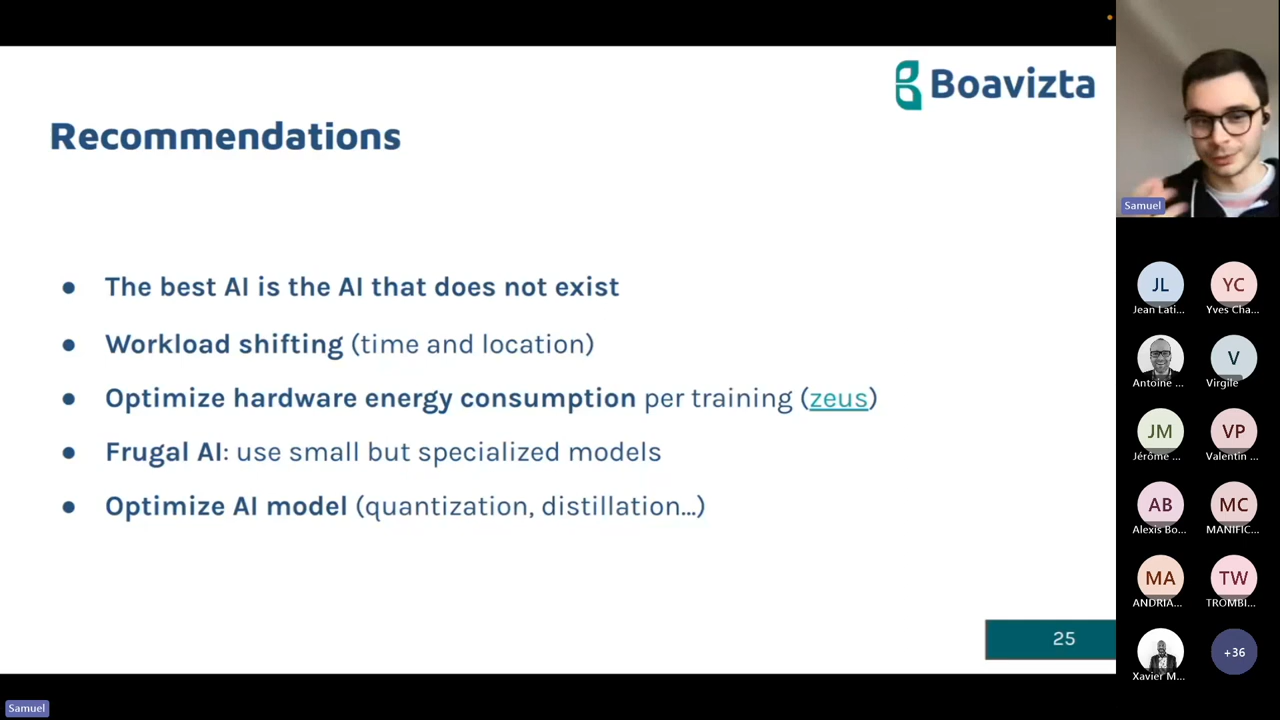 Boavizta
Recommendations
● The best AI is the AI that does not exist
● Workload shifting (time and location)
● Optimize hardware energy consumption per training (zeus)
● Frugal AI: use small but specialized models
● Optimize AI model (quantization, distillation...)
25
Samuel
JL
Jean Lati...
YC
Yves Cha...
Antoine ...
V
Virgile
JM
Jérôme ...
VP
Valentin ...
AB
Alexis Bo...
MC
MANIFIC...
MA
ANDRIA...
TW
TROMBI...
Xavier M...
+36
Samuel